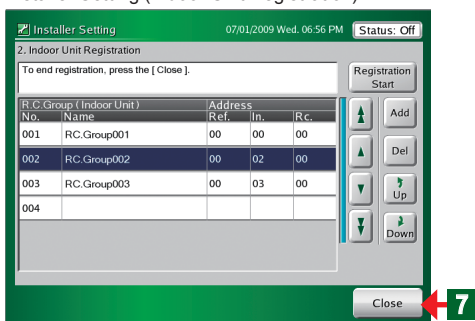 Installer Setting 07/01/2009 Wed. 06:56 PM Status: Off
2. Indoor Unit Registration
To end registration, press the [ Close ].
Registration
Start
R.C.Group ( Indoor Unit ) Address
No. Name Ref. In. Rc.
001 RC.Group001 00 00 00
Add
002 RC.Group002 00 02 00
Del
003 RC.Group003 00 03 00
Up
004
Down
Close 7